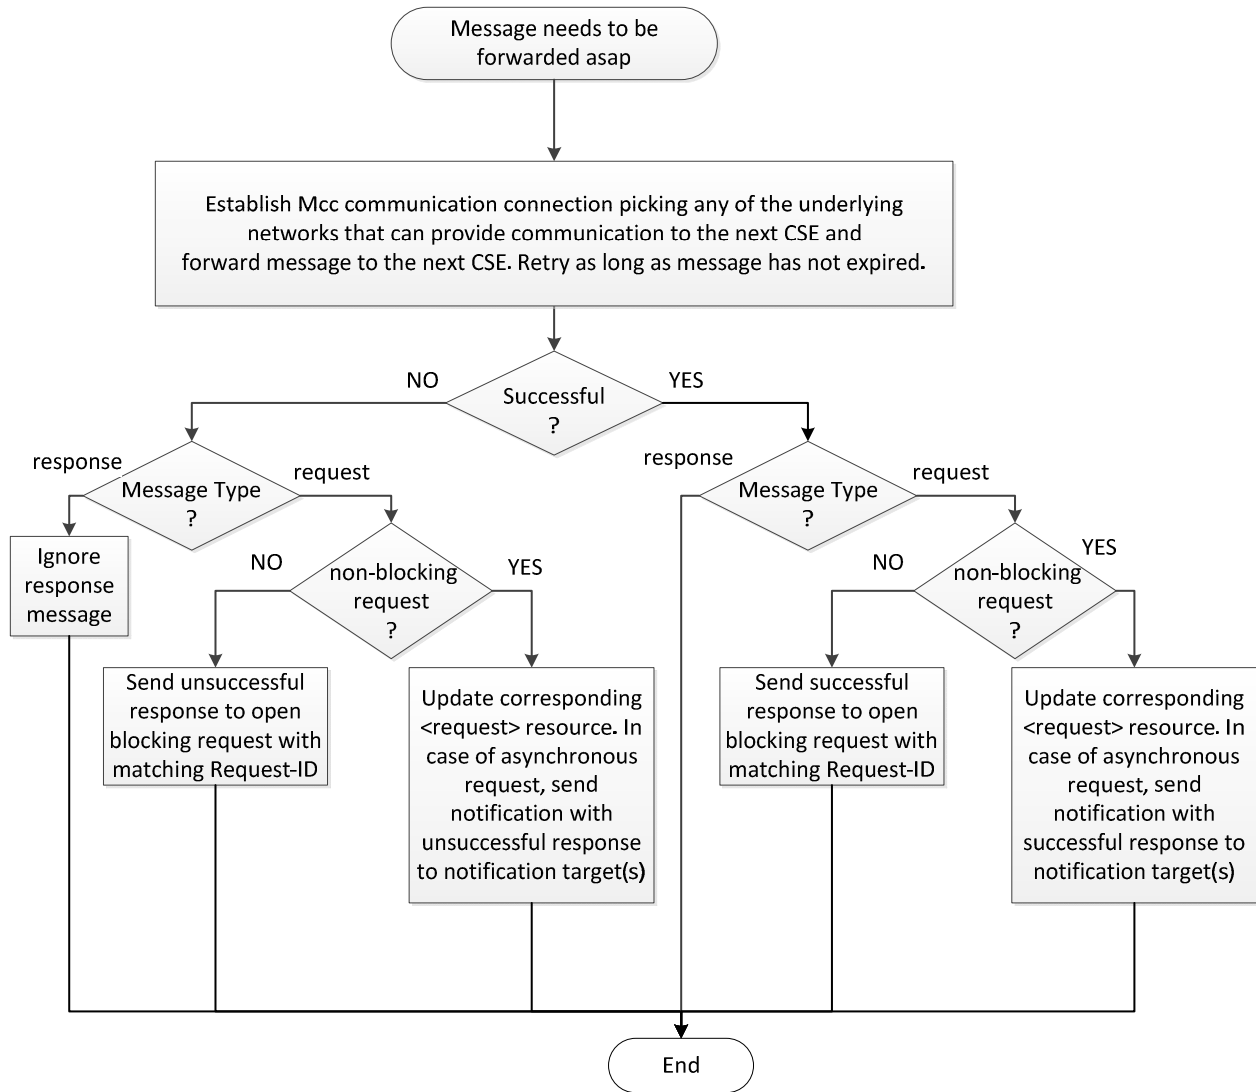 Message needs to be
forwarded asap
Establish Mcc communication connection picking any of the underlying
networks that can provide communication to the next CSE and
forward message to the next CSE. Retry as long as message has not expired.
NO
YES
Successful
?
response
request
Message Type
?
response
request
Message Type
?
Ignore
response
message
NO
YES
non-blocking
request
?
NO
YES
non-blocking
request
?
Send unsuccessful
response to open
blocking request with
matching Request-ID
Update corresponding
<request> resource. In
case of asynchronous
request, send
notification with
unsuccessful response
to notification target(s)
Send successful
response to open
blocking request with
matching Request-ID
Update corresponding
<request> resource. In
case of asynchronous
request, send
notification with
successful response to
notification target(s)
End